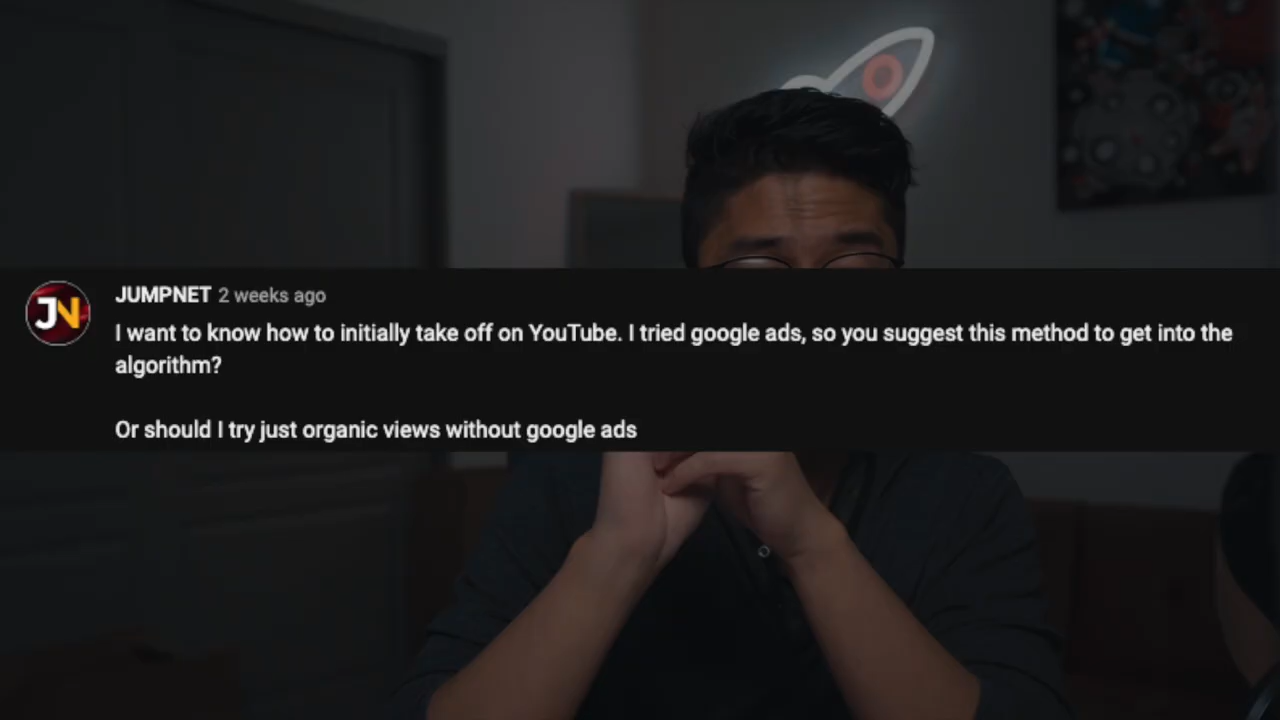 JN
JUMPNET 2 weeks ago
I want to know how to initially take off on YouTube. I tried google ads, so you suggest this method to get into the
algorithm?
Or should I try just organic views without google ads